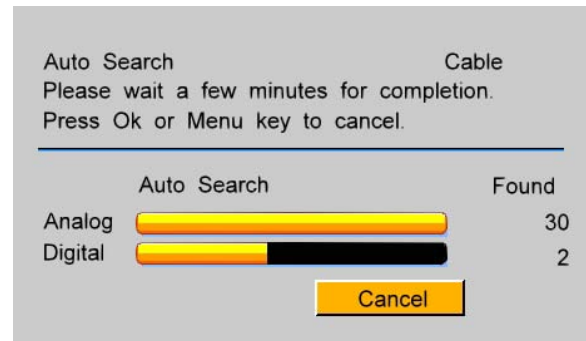 Auto Search Cable
Please wait a few minutes for completion.
Press Ok or Menu key to cancel.
Auto Search Found
Analog 30
Digital 2
Cancel